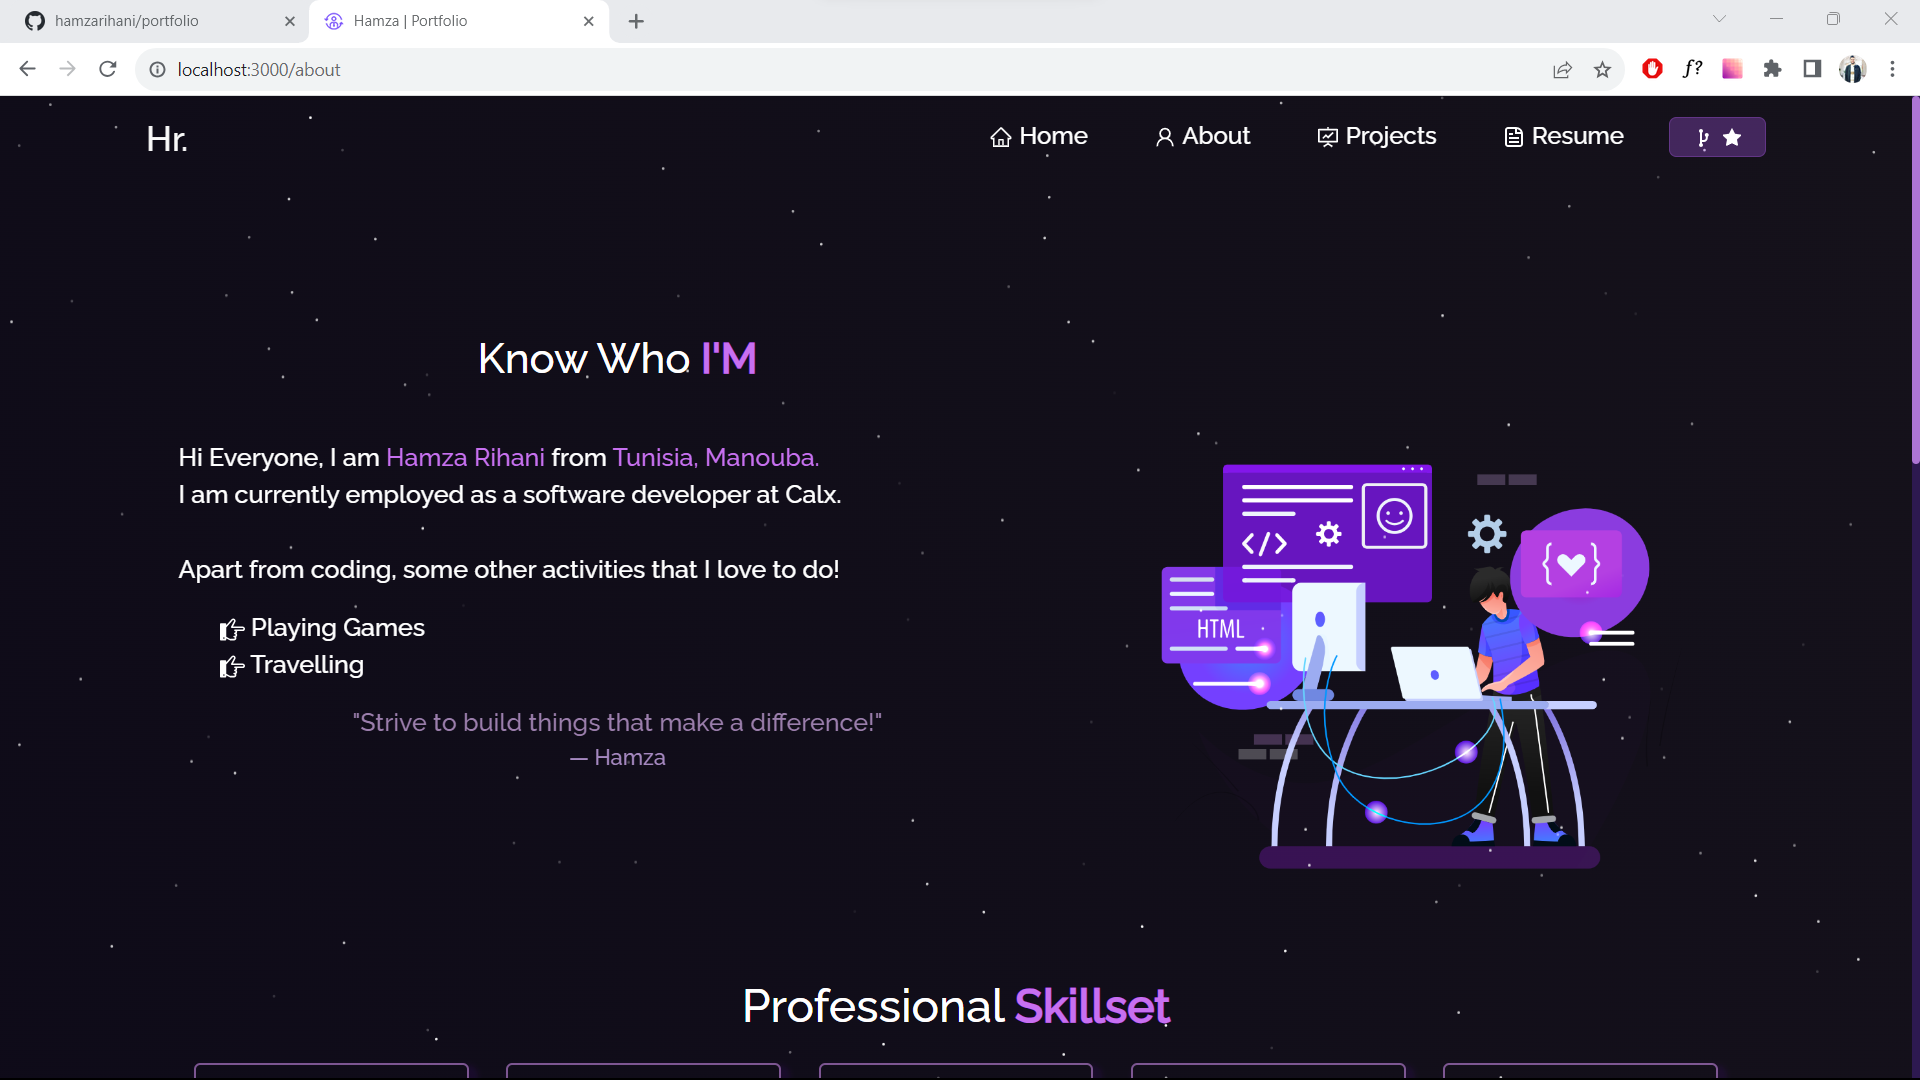 hamzarihani/portfolio
Hamza | Portfolio
localhost:3000/about
f?
Hr.
Home
About
Projects
Resume
Know Who I'M
Hi Everyone, I am Hamza Rihani from Tunisia, Manouba.
I am currently employed as a software developer at Calx.
Apart from coding, some other activities that I love to do!
Playing Games
Travelling
"Strive to build things that make a difference!"
— Hamza
</>
HTML
Professional Skillset